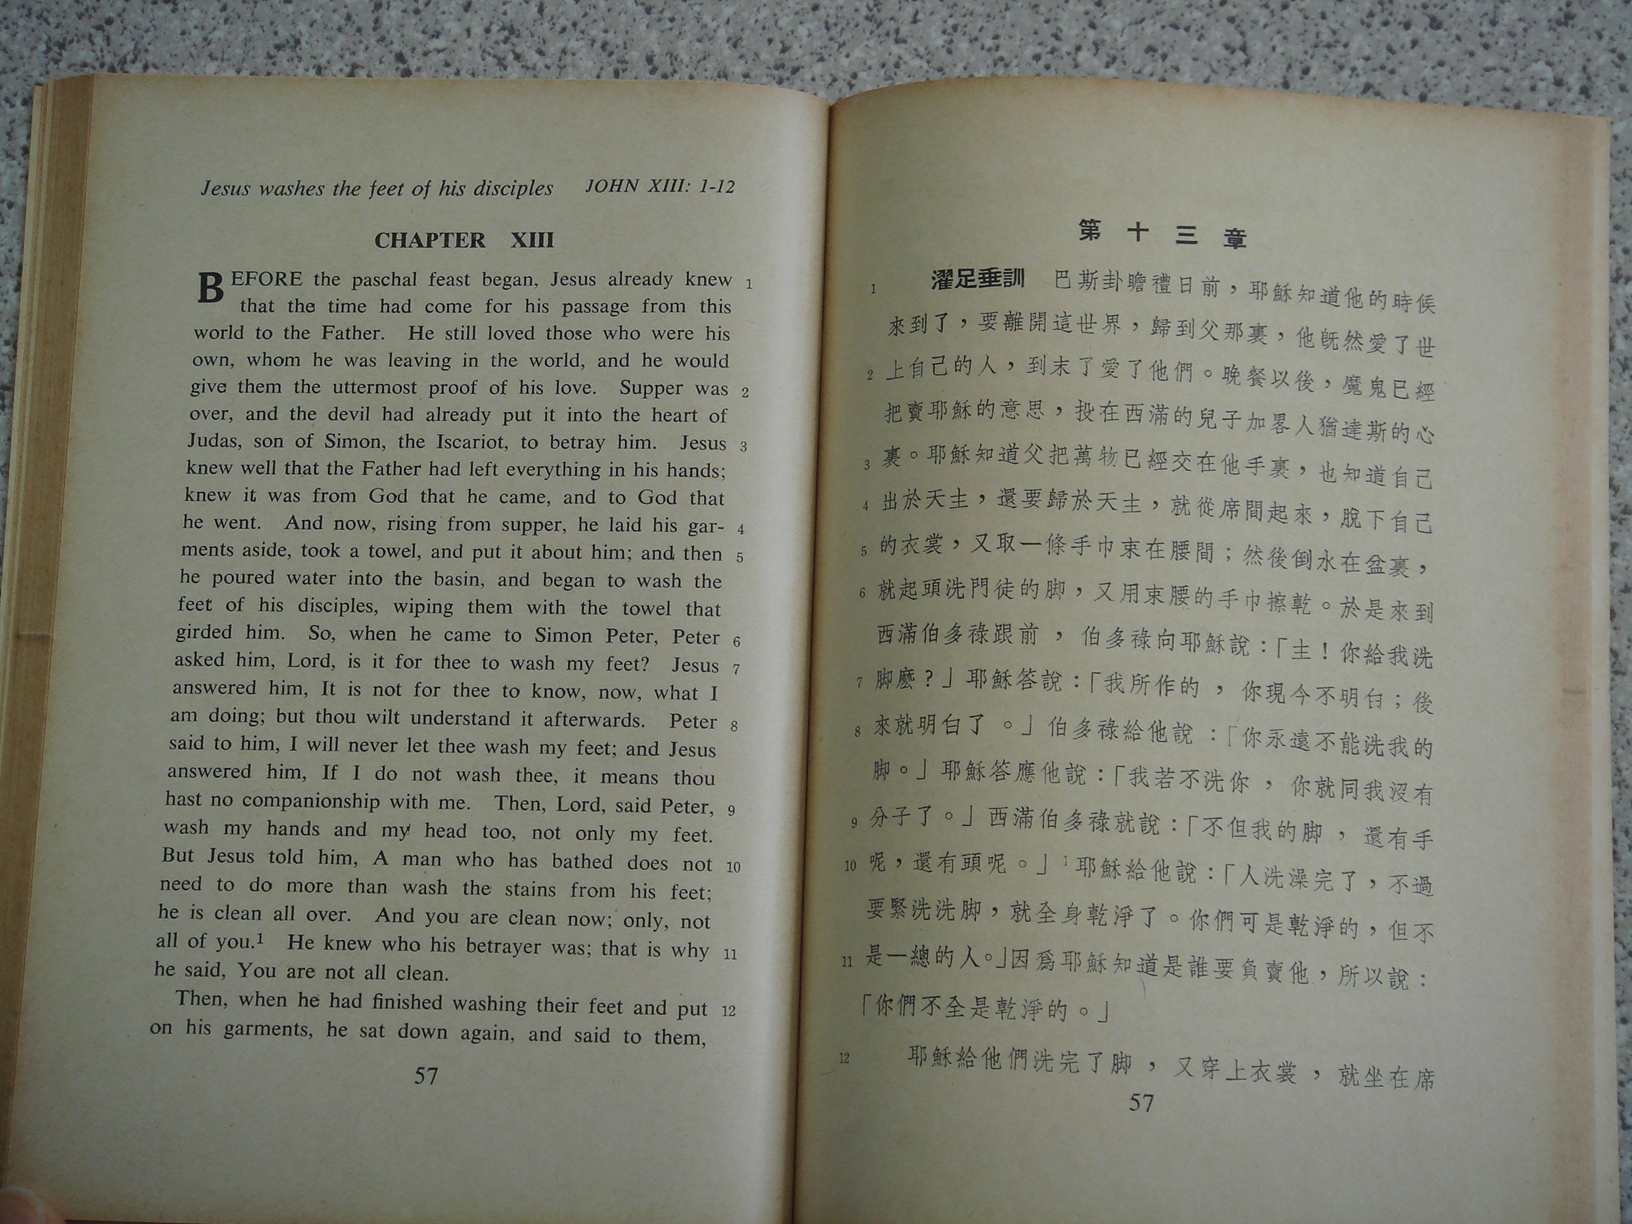 Jesus washes the feet of his disciples JOHN XIII: 1-12
CHAPTER XIII
BEFORE the paschal feast began, Jesus already knew 1
that the time had come for his passage from this
world to the Father. He still loved those who were his
own, whom he was leaving in the world, and he would
give them the uttermost proof of his love. Supper was 2
over, and the devil had already put it into the heart of
Judas, son of Simon, the Iscariot, to betray him. Jesus 3
knew well that the Father had left everything in his hands;
knew it was from God that he came, and to God that
he went. And now, rising from supper, he laid his gar- 4
ments aside, took a towel, and put it about him; and then 5
he poured water into the basin, and began to wash the
feet of his disciples, wiping them with the towel that
girded him. So, when he came to Simon Peter, Peter 6
asked him, Lord, is it for thee to wash my feet? Jesus 7
answered him, It is not for thee to know, now, what I
am doing; but thou wilt understand it afterwards. Peter 8
said to him, I will never let thee wash my feet; and Jesus
answered him, If I do not wash thee, it means thou
hast no companionship with me. Then, Lord, said Peter, 9
wash my hands and my head too, not only my feet.
But Jesus told him, A man who has bathed does not 10
need to do more than wash the stains from his feet;
he is clean all over. And you are clean now; only, not
all of you.¹ He knew who his betrayer was; that is why 11
he said, You are not all clean.
Then, when he had finished washing their feet and put 12
on his garments, he sat down again, and said to them,
57
第十三章
1 濯足垂訓 巴斯卦瞻禮日前，耶穌知道他的時候
來到了，要離開這世界，歸到父那裏，他旣然愛了世
2 上自己的人，到末了愛了他們。晚餐以後，魔鬼已經
把賣耶穌的意思，投在西滿的兒子加畧人猶達斯的心
3 裏。耶穌知道父把萬物已經交在他手裏，也知道自己
4 出於天主，還要歸於天主，就從席間起來，脫下自己
5 的衣裳，又取一條手巾束在腰間；然後倒水在盆裏，
6 就起頭洗門徒的脚，又用束腰的手巾擦乾。於是來到
西滿伯多祿跟前，伯多祿向耶穌說：「主！你給我洗
7 脚麼？」耶穌答說：「我所作的，你現今不明白；後
8 來就明白了。」伯多祿給他說：「你永遠不能洗我的
脚。」耶穌答應他說：「我若不洗你，你就同我沒有
9 分子了。」西滿伯多祿就說：「不但我的脚，還有手
10 呢，還有頭呢。」¹耶穌給他說：「人洗澡完了，不過
要緊洗洗脚，就全身乾淨了。你們可是乾淨的，但不
11 是一總的人。」因爲耶穌知道是誰要負賣他，所以說：
「你們不全是乾淨的。」
12 耶穌給他們洗完了脚，又穿上衣裳，就坐在席
57